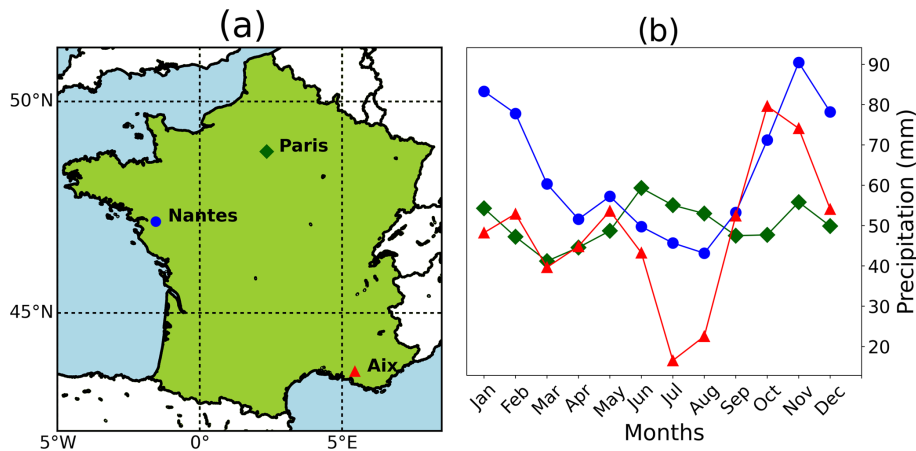 (a)
50°N
45°N
5°W
0°
5°E
Paris
Nantes
Aix
(b)
90
80
70
60
50
40
30
20
Precipitation (mm)
Jan
Feb
Mar
Apr
May
Jun
Jul
Aug
Sep
Oct
Nov
Dec
Months